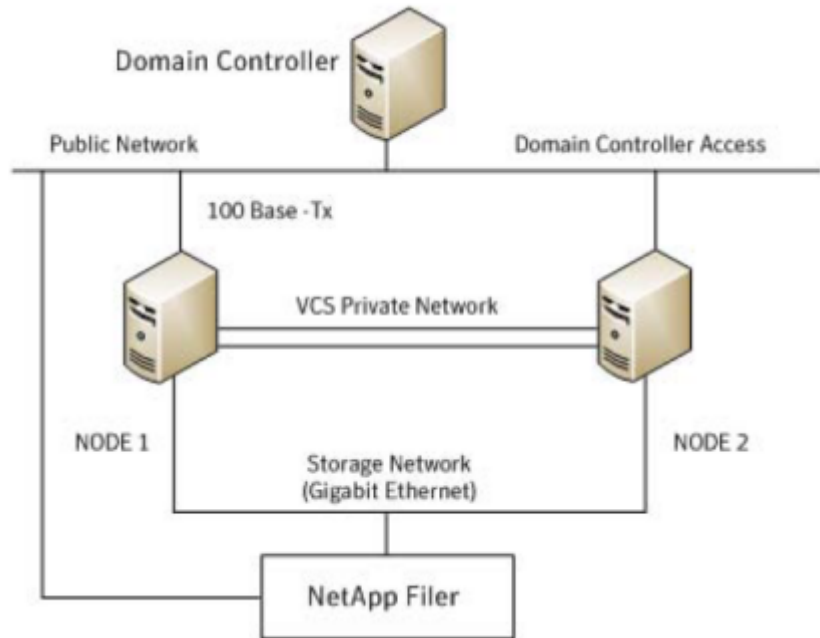 Domain Controller
Public Network
Domain Controller Access
100 Base -Tx
VCS Private Network
NODE 1
NODE 2
Storage Network
(Gigabit Ethernet)
NetApp Filer